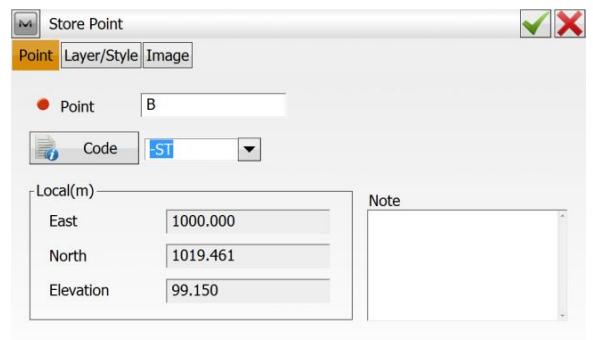 Store Point
Point Layer/Style Image
Point B
Code -ST
Local(m)
East 1000.000
North 1019.461
Elevation 99.150
Note